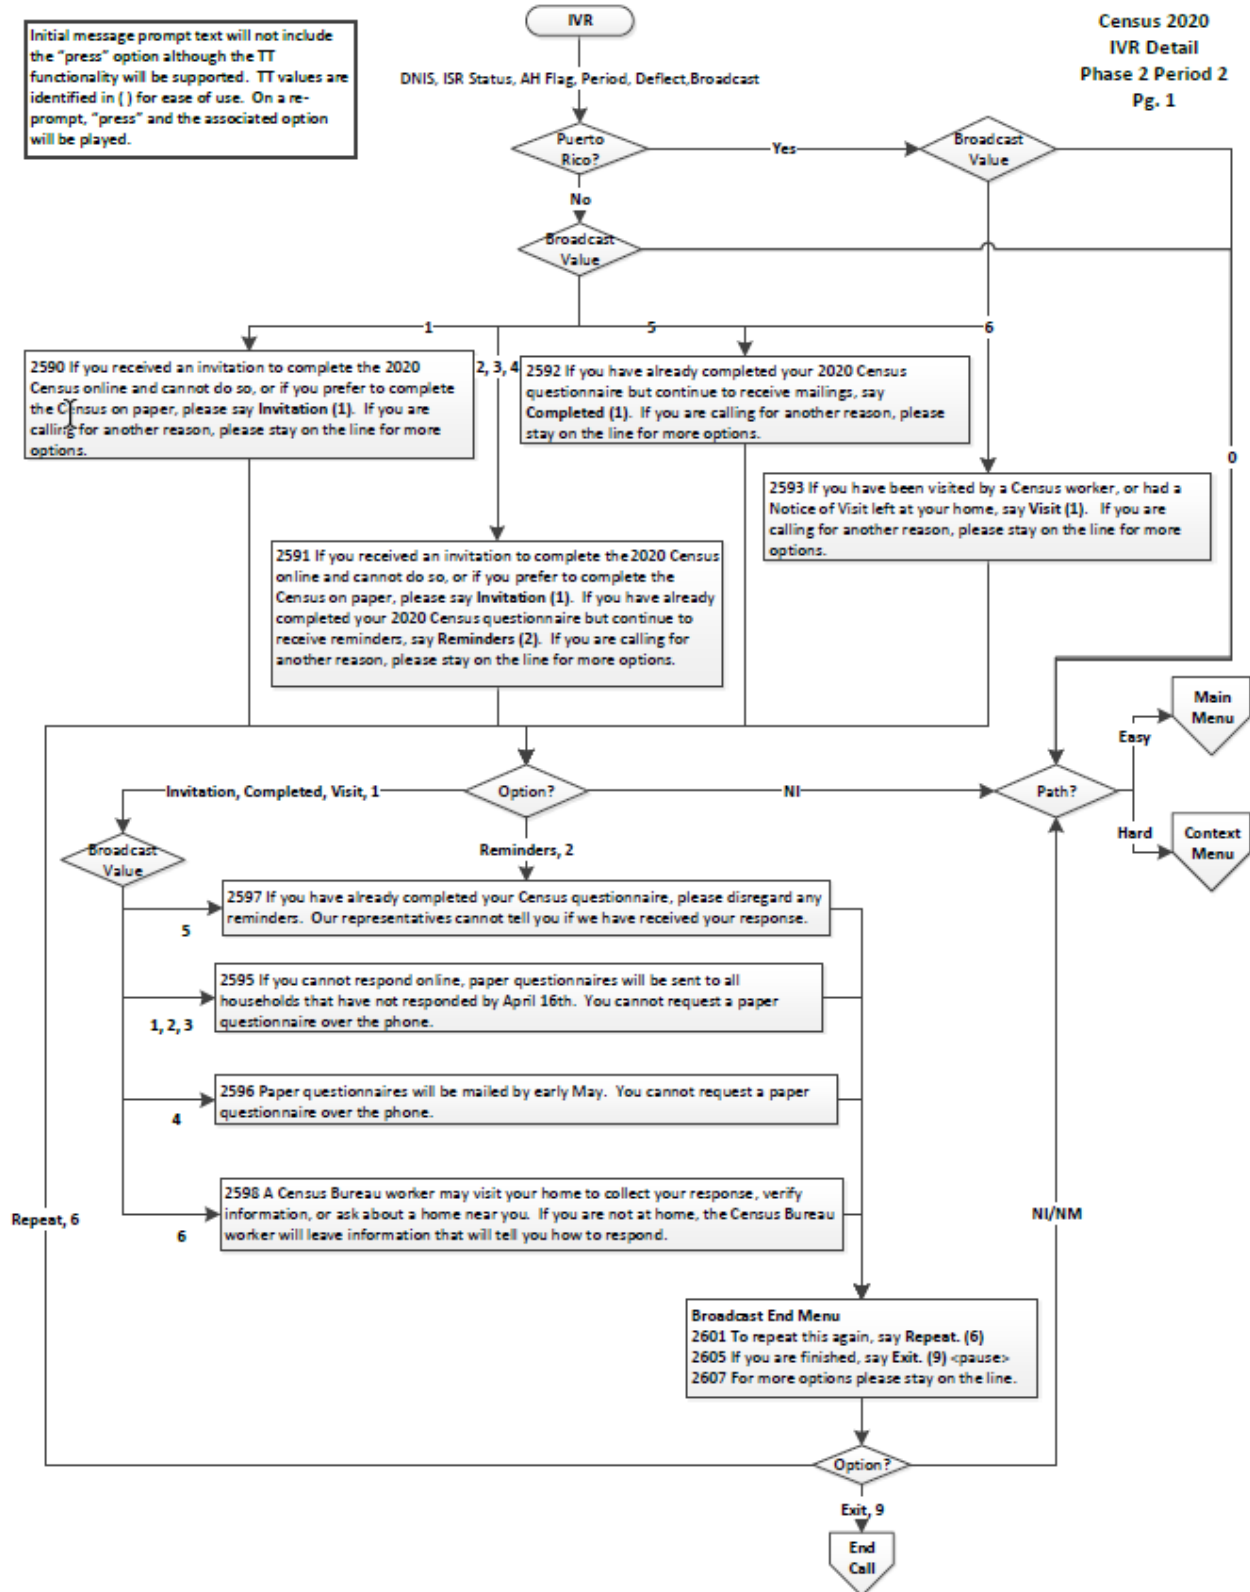 IVR
Census 2020
IVR Detail
Phase 2 Period 2
Pg. 1
Initial message prompt text will not include
the “press” option although the TT
functionality will be supported. TT values are
identified in ( ) for ease of use. On a re-
prompt, “press” and the associated option
will be played.
DNIS, ISR Status, AH Flag, Period, Deflect,Broadcast
Puerto
Rico?
Yes
Broadcast
Value
No
Broadcast
Value
1
5
6
2, 3, 4
2590 If you received an invitation to complete the 2020
Census online and cannot do so, or if you prefer to complete
the Census on paper, please say Invitation (1). If you are
calling for another reason, please stay on the line for more
options.
2592 If you have already completed your 2020 Census
questionnaire but continue to receive mailings, say
Completed (1). If you are calling for another reason, please
stay on the line for more options.
0
2593 If you have been visited by a Census worker, or had a
Notice of Visit left at your home, say Visit (1). If you are
calling for another reason, please stay on the line for more
options.
2591 If you received an invitation to complete the 2020 Census
online and cannot do so, or if you prefer to complete the
Census on paper, please say Invitation (1). If you have already
completed your 2020 Census questionnaire but continue to
receive reminders, say Reminders (2). If you are calling for
another reason, please stay on the line for more options.
Main
Menu
Easy
Invitation, Completed, Visit, 1
Option?
NI
Path?
Hard
Context
Menu
Broadcast
Value
Reminders, 2
2597 If you have already completed your Census questionnaire, please disregard any
reminders. Our representatives cannot tell you if we have received your response.
5
2595 If you cannot respond online, paper questionnaires will be sent to all
households that have not responded by April 16th. You cannot request a paper
questionnaire over the phone.
1, 2, 3
2596 Paper questionnaires will be mailed by early May. You cannot request a paper
questionnaire over the phone.
4
2598 A Census Bureau worker may visit your home to collect your response, verify
information, or ask about a home near you. If you are not at home, the Census Bureau
worker will leave information that will tell you how to respond.
6
Repeat, 6
NI/NM
Broadcast End Menu
2601 To repeat this again, say Repeat. (6)
2605 If you are finished, say Exit. (9) <pause>
2607 For more options please stay on the line.
Option?
Exit, 9
End
Call